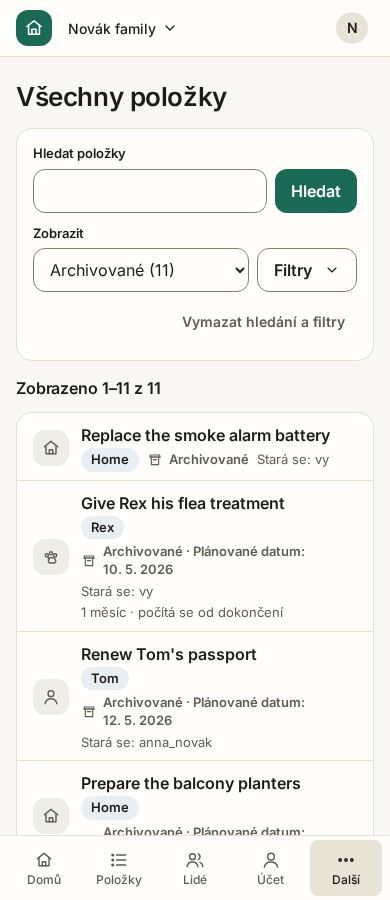 Novák family
N
Všechny položky
Hledat položky
Hledat
Zobrazit
Archivované (11)
Filtry
Vymazat hledání a filtry
Zobrazeno 1–11 z 11
Replace the smoke alarm battery
Home Archivované Stará se: vy
Give Rex his flea treatment
Rex
Archivované · Plánované datum:
10. 5. 2026
Stará se: vy
1 měsíc · počítá se od dokončení
Renew Tom's passport
Tom
Archivované · Plánované datum:
12. 5. 2026
Stará se: anna_novak
Prepare the balcony planters
Home
Archivované · Plánované datum:
Domů Položky Lidé Účet Další